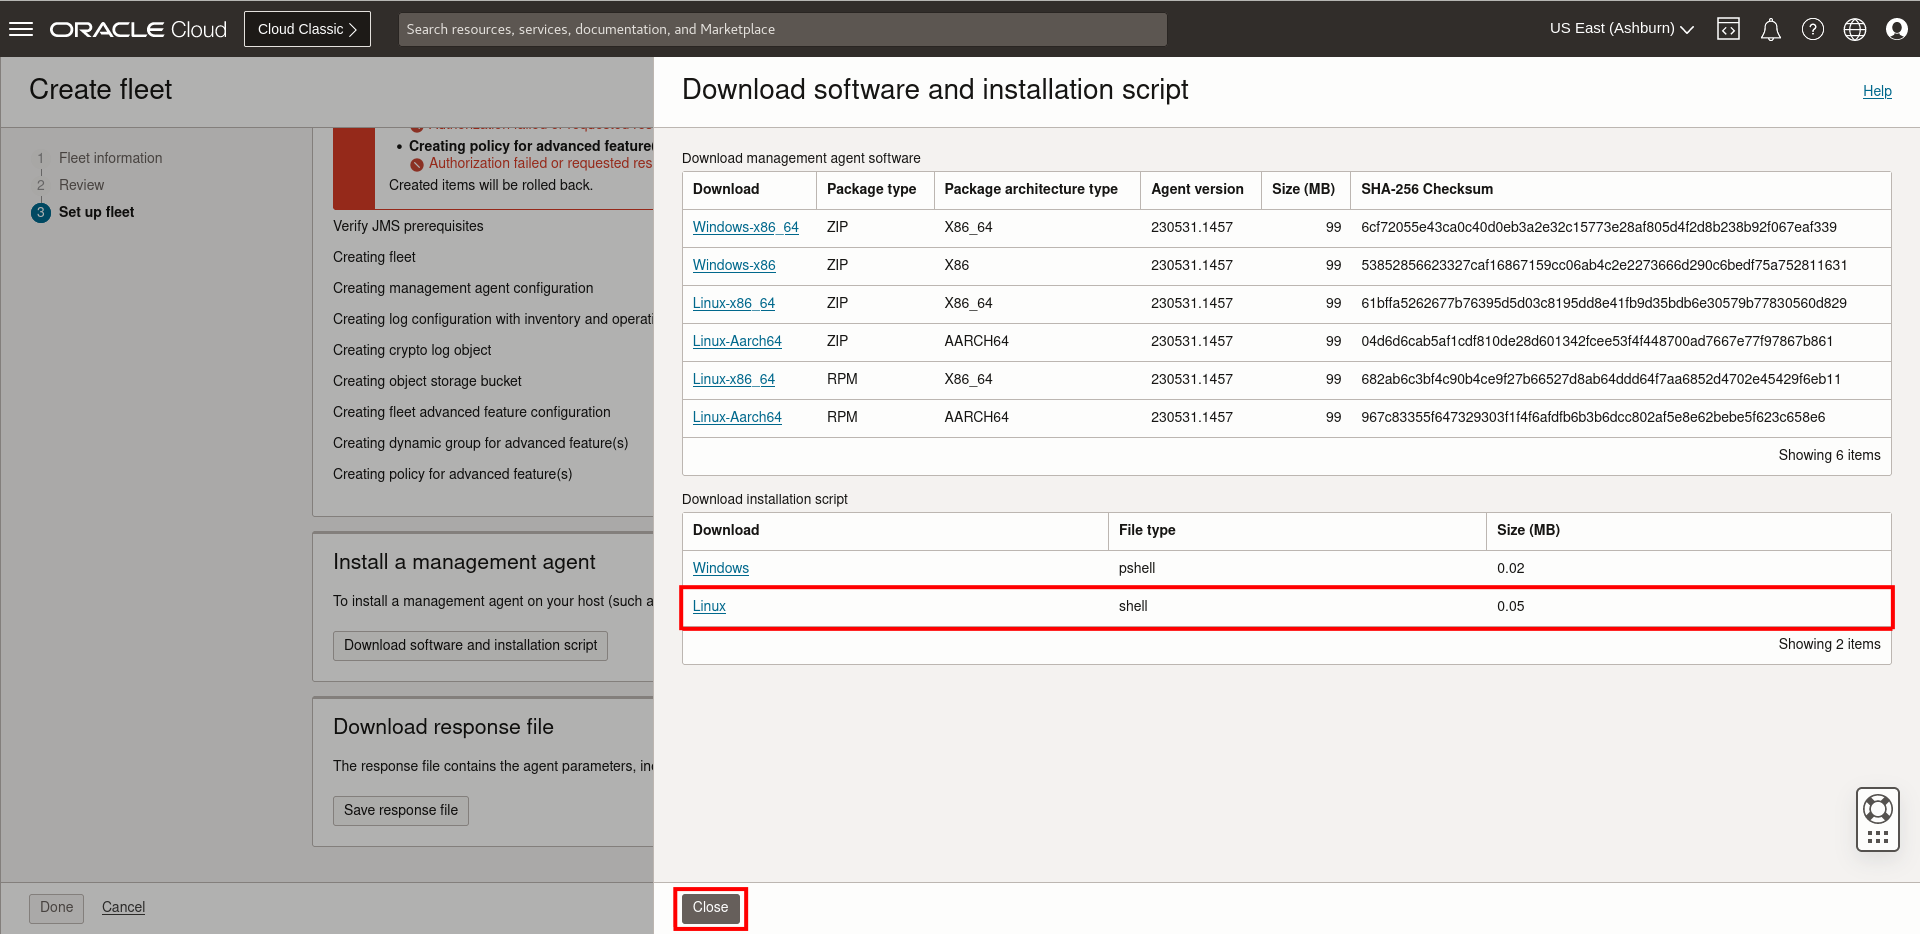 ORACLE Cloud
Cloud Classic
Search resources, services, documentation, and Marketplace
US East (Ashburn)
Create fleet
1 Fleet information
2 Review
3 Set up fleet
Creating policy for advanced feature
Authorization failed or requested res
Created items will be rolled back.
Verify JMS prerequisites
Creating fleet
Creating management agent configuration
Creating log configuration with inventory and operati
Creating crypto log object
Creating object storage bucket
Creating fleet advanced feature configuration
Creating dynamic group for advanced feature(s)
Creating policy for advanced feature(s)
Install a management agent
To install a management agent on your host (such a
Download software and installation script
Download response file
The response file contains the agent parameters, in
Save response file
Done
Cancel
Download software and installation script
Help
Download management agent software
Download Package type Package architecture type Agent version Size (MB) SHA-256 Checksum
Windows-x86_64 ZIP X86_64 230531.1457 99 6cf72055e43ca0c40d0eb3a2e32c15773e28af805d4f2d8b238b92f067eaf339
Windows-x86 ZIP X86 230531.1457 99 53852856623327caf16867159cc06ab4c2e2273666d290c6bedf75a752811631
Linux-x86_64 ZIP X86_64 230531.1457 99 61bffa5262677b76395d5d03c8195dd8e41fb9d35bdb6e30579b77830560d829
Linux-Aarch64 ZIP AARCH64 230531.1457 99 04d6d6cab5af1cdf810de28d601342fcee53f4f448700ad7667e77f97867b861
Linux-x86_64 RPM X86_64 230531.1457 99 682ab6c3bf4c90b4ce9f27b66527d8ab64ddd64f7aa6852d4702e45429f6eb11
Linux-Aarch64 RPM AARCH64 230531.1457 99 967c83355f647329303f1f4f6afdfb6b3b6dcc802af5e8e62bebe5f623c658e6
Showing 6 items
Download installation script
Download File type Size (MB)
Windows pshell 0.02
Linux shell 0.05
Showing 2 items
Close